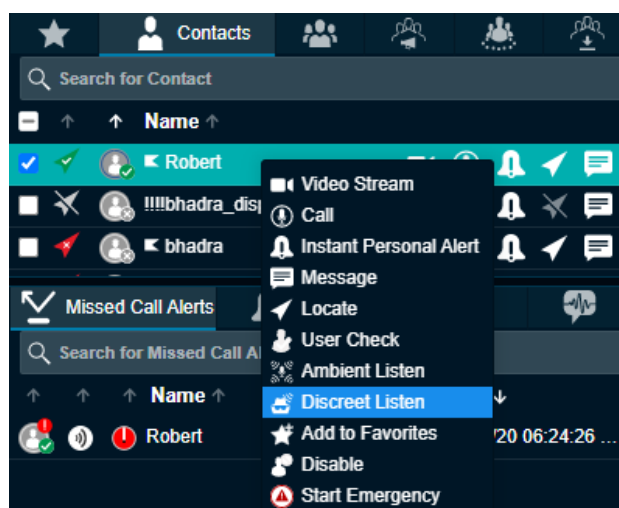 Contacts
Search for Contact
Name
Robert
!!!!bhadra_disp
bhadra
Video Stream
Call
Instant Personal Alert
Message
Locate
User Check
Ambient Listen
Discreet Listen
Add to Favorites
Disable
Start Emergency
Missed Call Alerts
Search for Missed Call Al
Name
Robert
/20 06:24:26 ...